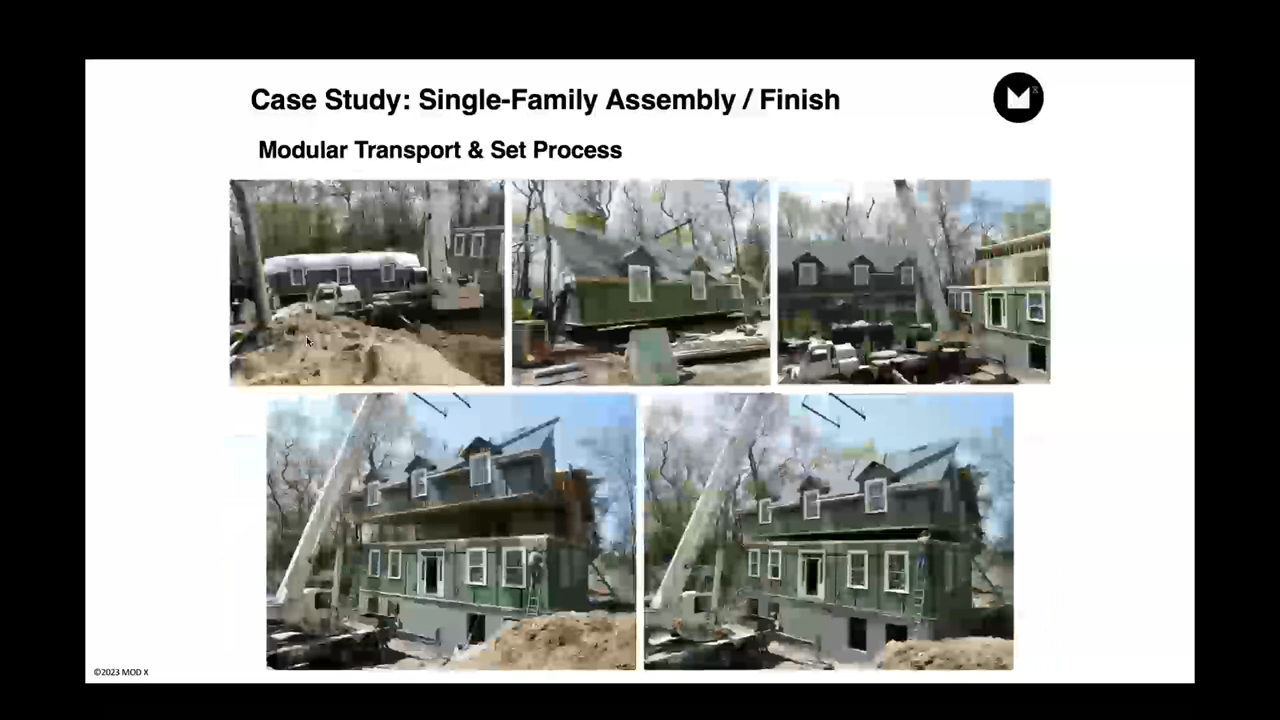 Case Study: Single-Family Assembly / Finish
Modular Transport & Set Process
©2023 MOD X